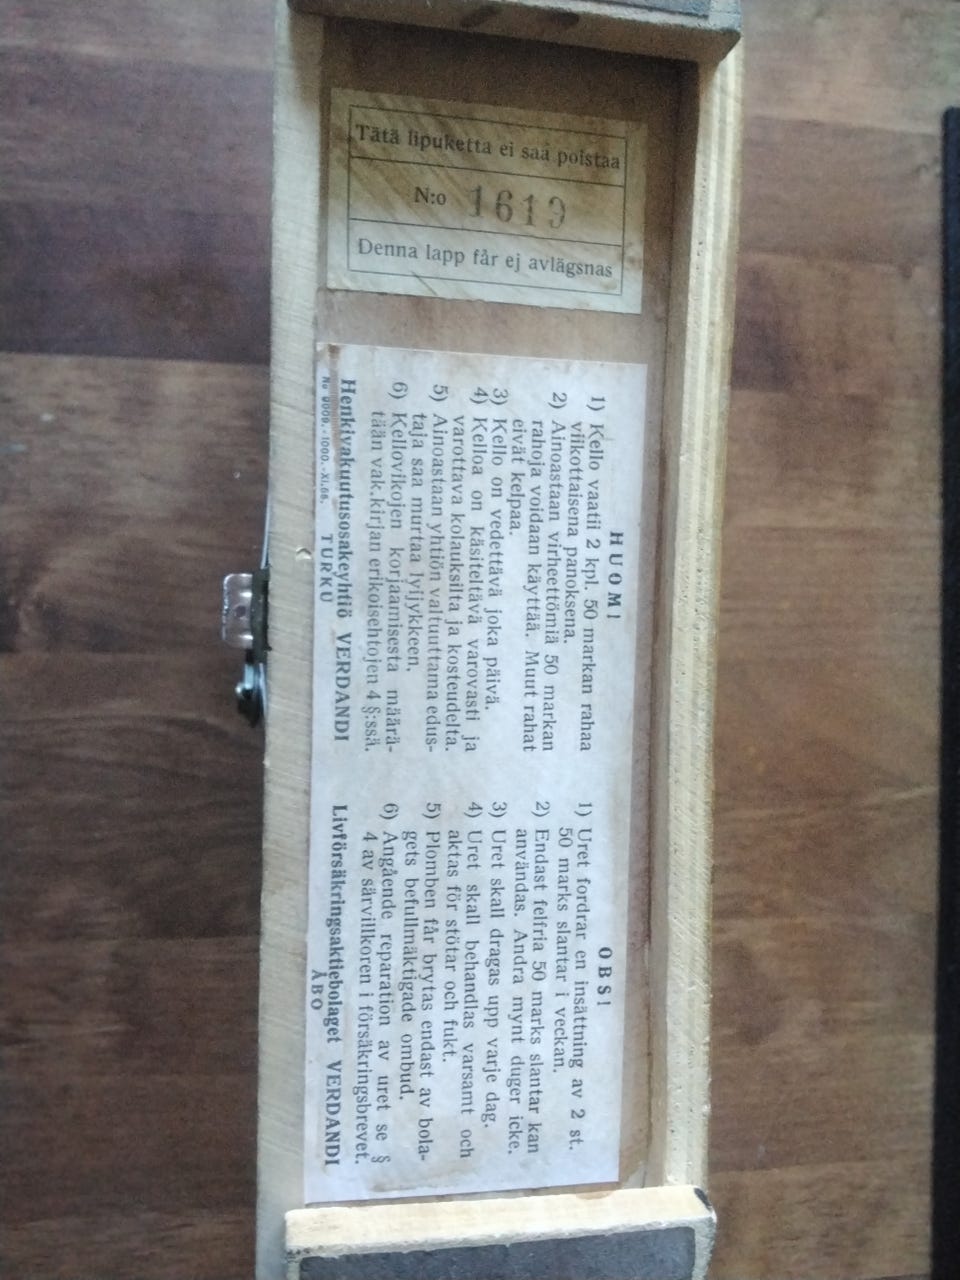 Tätä lipuketta ei saa poistaa
N:o 1619
Denna lapp får ej avlägsnas
HUOM!
1) Kello vaatii 2 kpl. 50 markan rahaa
viikottaisena panoksena.
2) Ainoastaan virheettömiä 50 markan
rahoja voidaan käyttää. Muut rahat
eivät kelpaa.
3) Kello on vedettävä joka päivä.
4) Kelloa on käsiteltävä varovasti ja
varottava kolauksilta ja kosteudelta.
5) Ainoastaan yhtiön valtuuttama edus-
taja saa murtaa lyijykkeen.
6) Kellovikojen korjaamisesta määrä-
tään vak.kirjan erikoisehtojen 4 §:ssä.
Henkivakuutusosakeyhtiö VERDANDI
TURKU
No 9009.-1000.-XI.56.
OBS!
1) Uret fordrar en insättning av 2 st.
50 marks slantar i veckan.
2) Endast felfria 50 marks slantar kan
användas. Andra mynt duger icke.
3) Uret skall dragas upp varje dag.
4) Uret skall behandlas varsamt och
aktas för stötar och fukt.
5) Plomben får brytas endast av bola-
gets befullmäktigade ombud.
6) Angående reparation av uret se §
4 av särvillkoren i försäkringsbrevet.
Livförsäkringsaktiebolaget VERDANDI
ÅBO